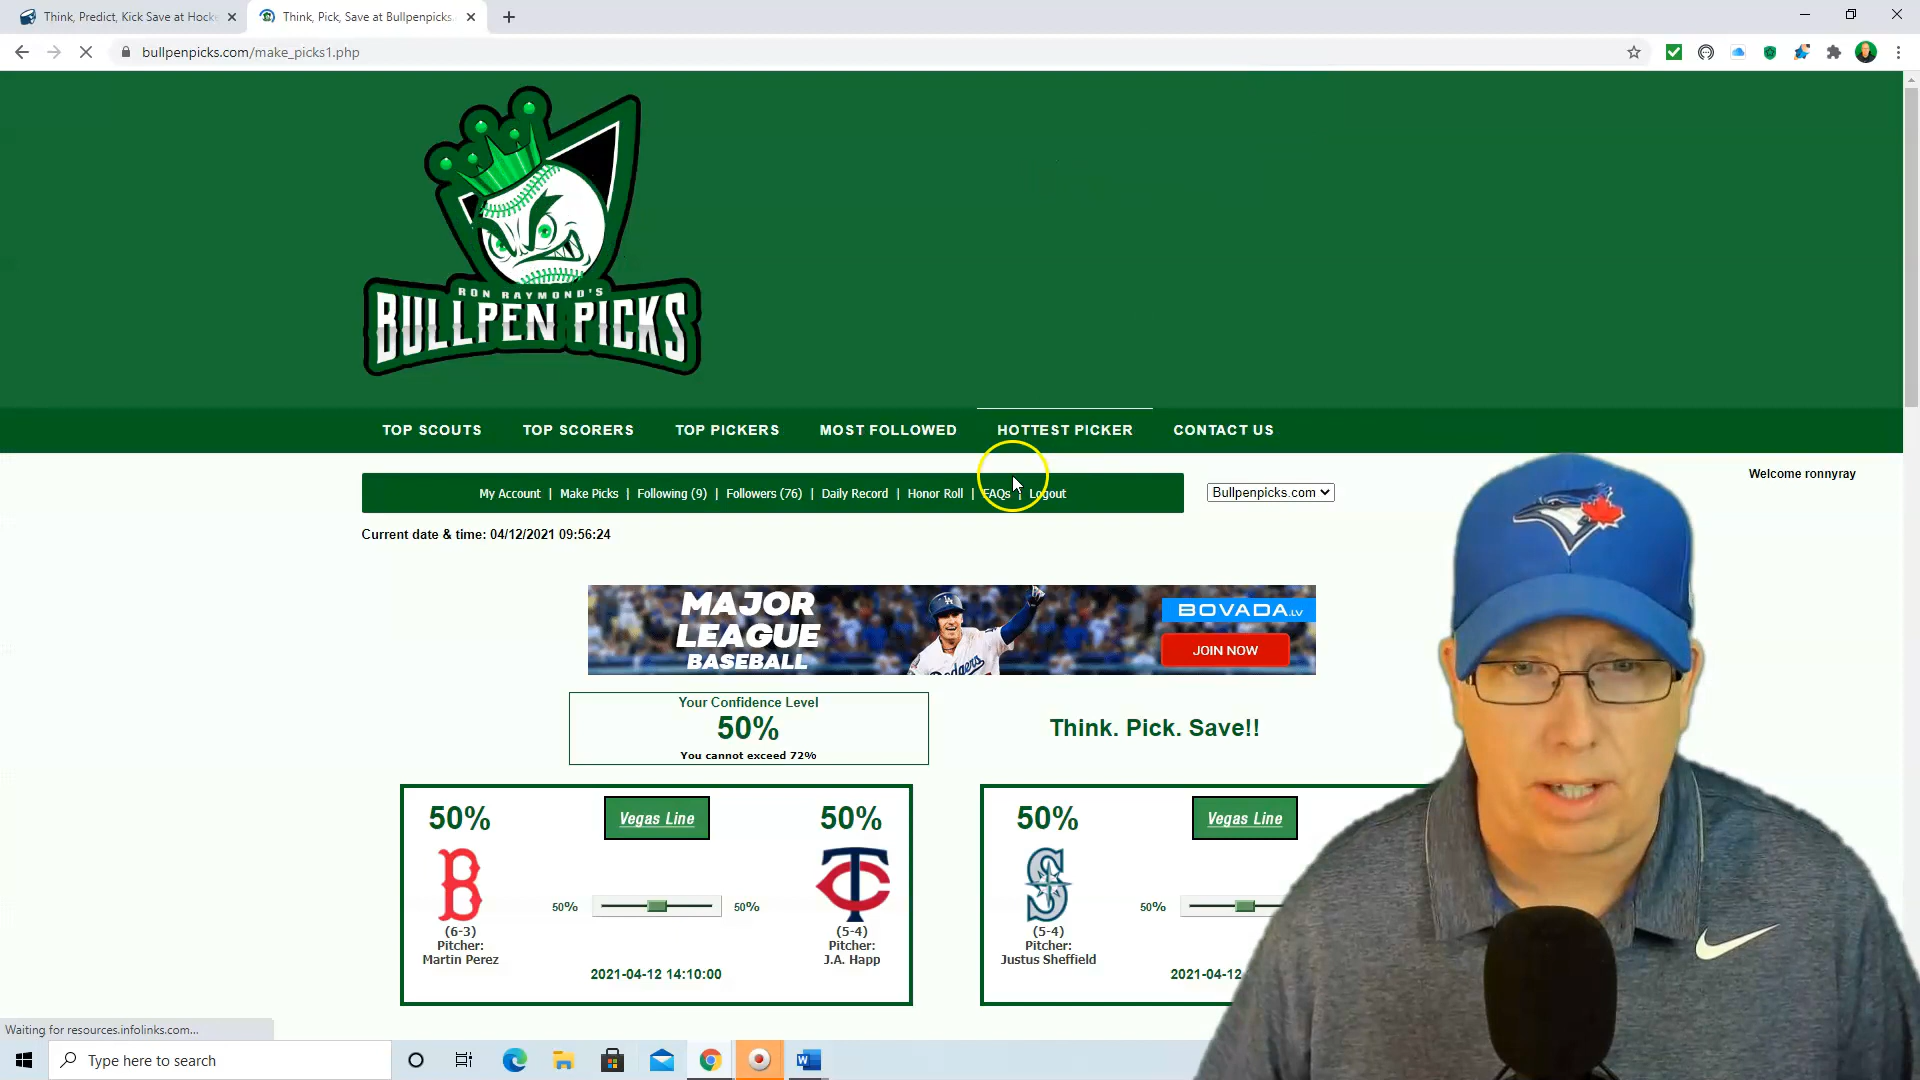 Think, Predict, Kick Save at Hocke
Think, Pick, Save at Bullpenpicks.
bullpenpicks.com/make_picks1.php
RON RAYMOND'S
BULLPEN PICKS
TOP SCOUTS TOP SCORERS TOP PICKERS MOST FOLLOWED HOTTEST PICKER CONTACT US
Welcome ronnyray
My Account | Make Picks | Following (9) | Followers (76) | Daily Record | Honor Roll | FAQs | Logout
Bullpenpicks.com
Current date & time: 04/12/2021 09:56:24
MAJOR
LEAGUE
BASEBALL
LA
Dodgers
BOVADA.LV
JOIN NOW
Your Confidence Level
50%
You cannot exceed 72%
Think. Pick. Save!!
50% Vegas Line 50%
B TC
50% 50%
(6-3) (5-4)
Pitcher: Pitcher:
Martin Perez J.A. Happ
2021-04-12 14:10:00
50% Vegas Line
S
50%
(5-4)
Pitcher:
Justus Sheffield
2021-04-12
Waiting for resources.infolinks.com...
Type here to search